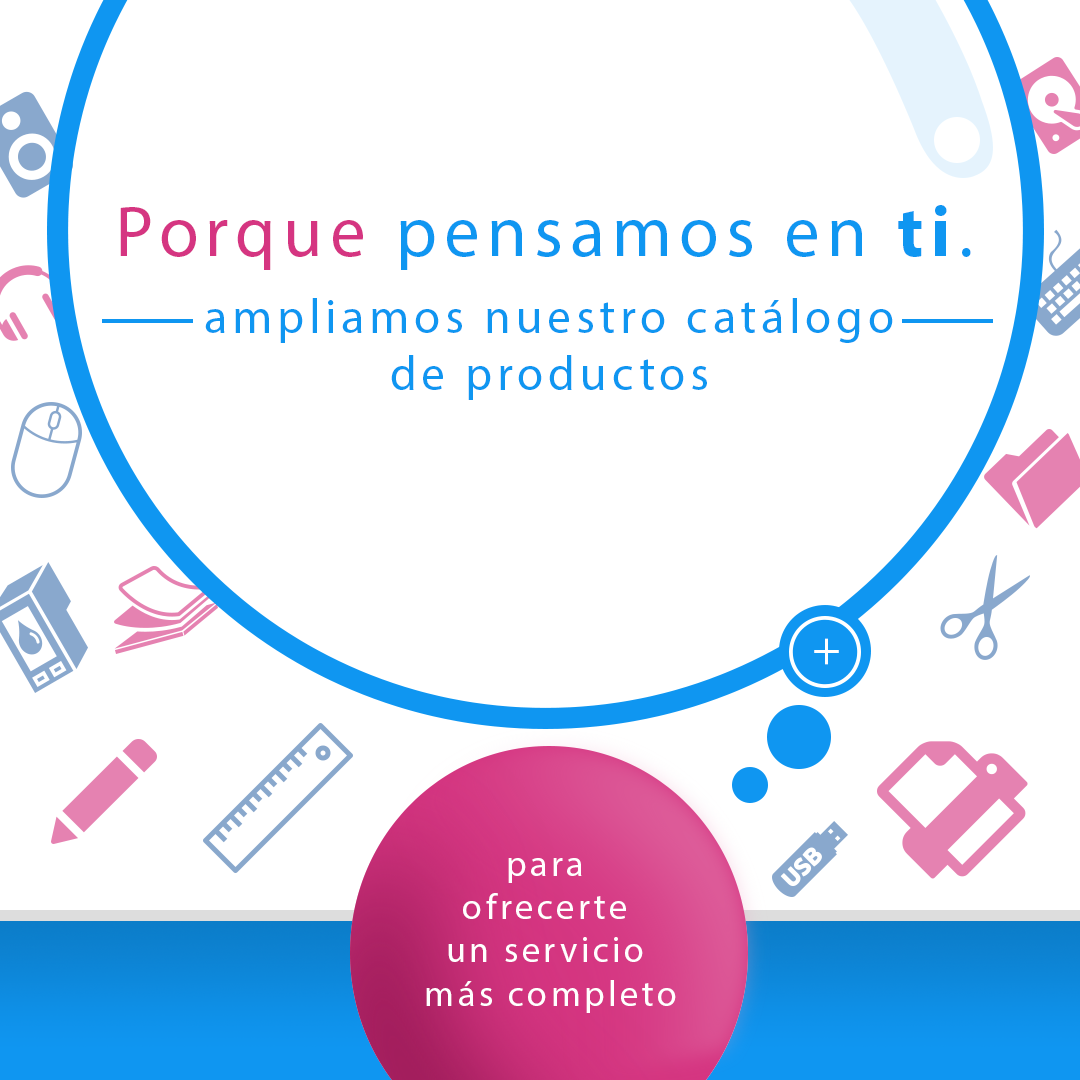 Porque pensamos en ti.
ampliamos nuestro catálogo
de productos
USB
para
ofrecerte
un servicio
más completo